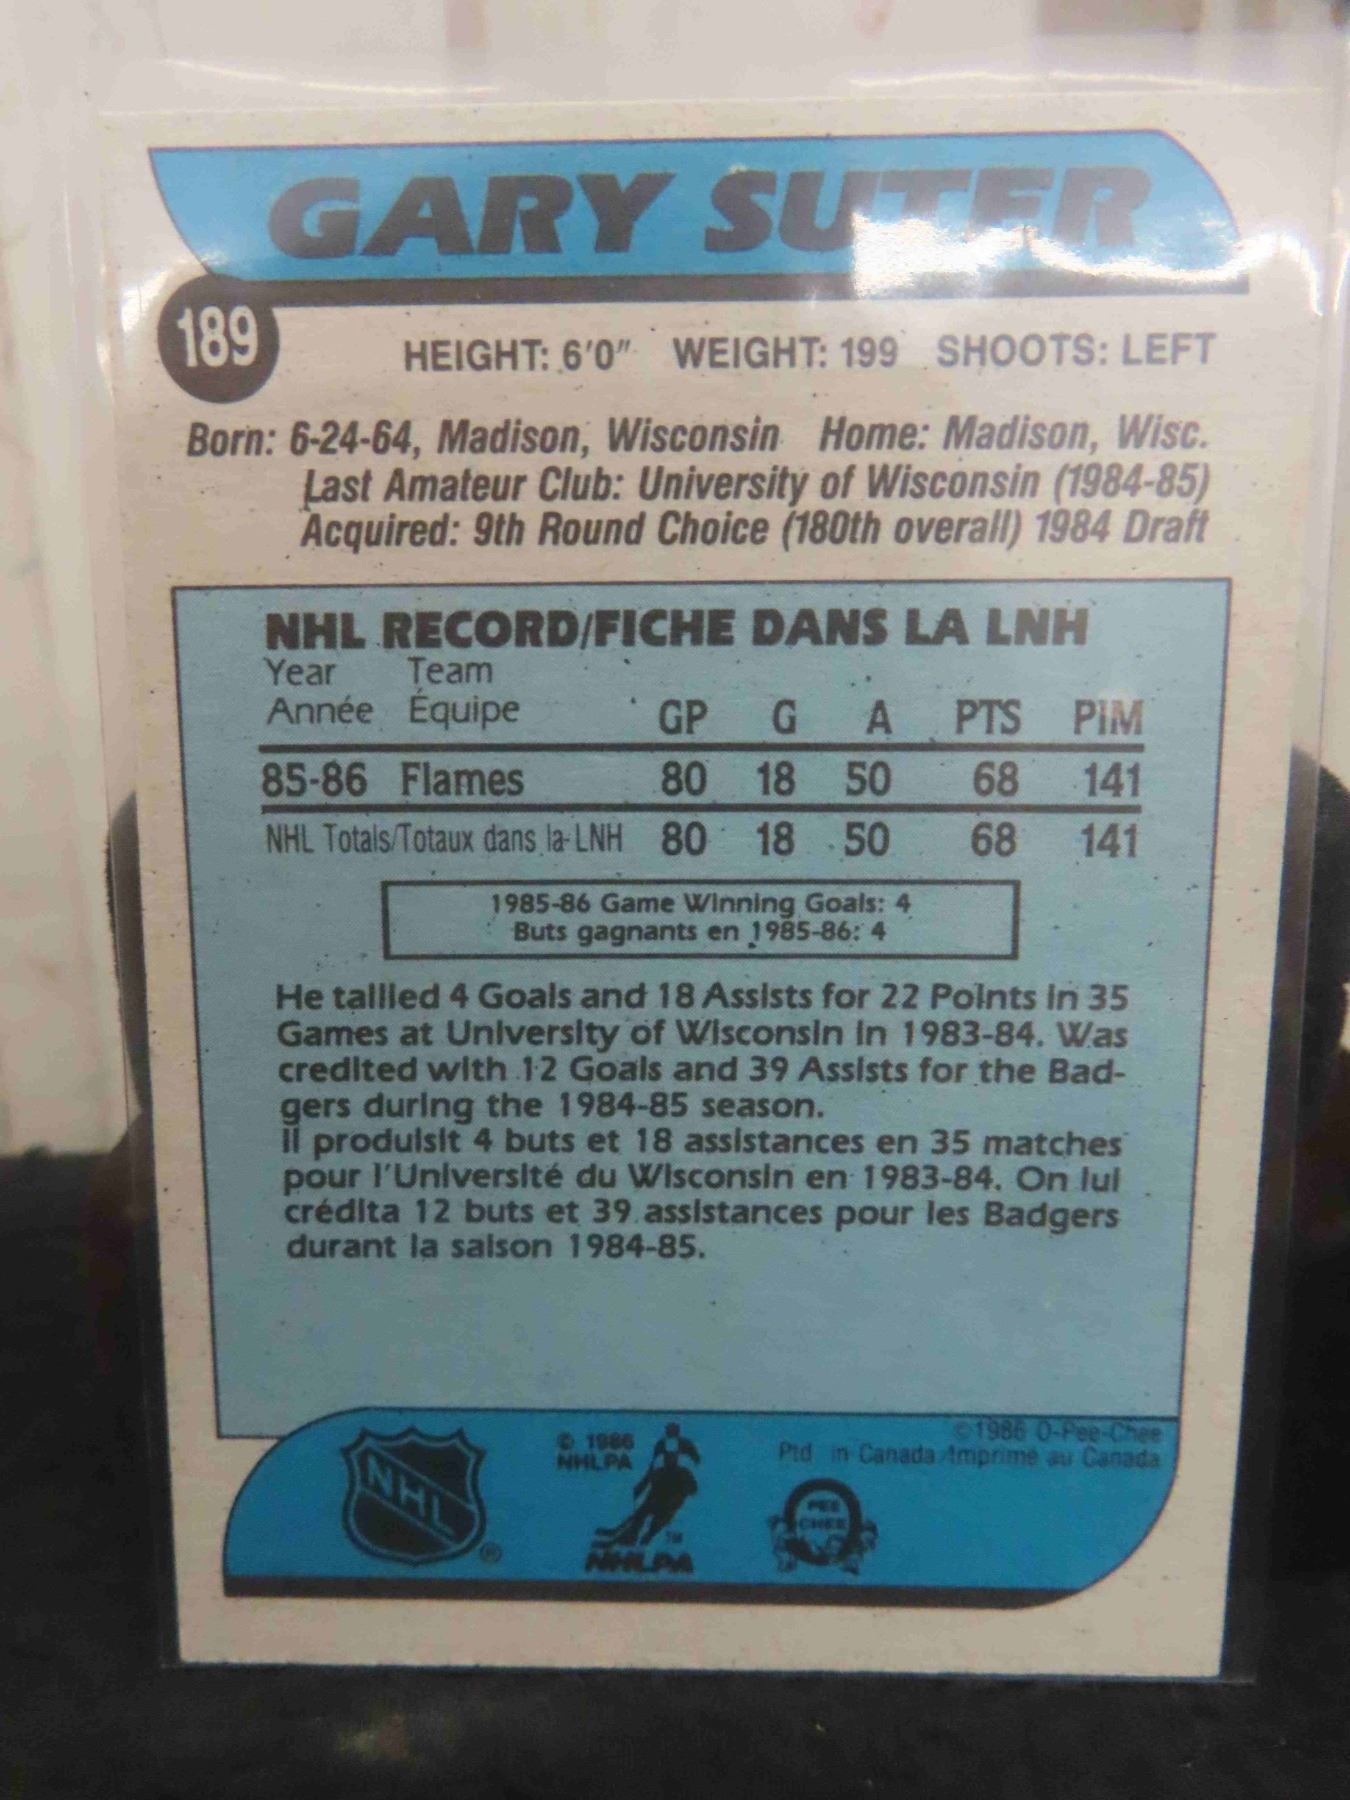 GARY SUTER
189
HEIGHT: 6'0" WEIGHT: 199 SHOOTS: LEFT
Born: 6-24-64, Madison, Wisconsin Home: Madison, Wisc.
Last Amateur Club: University of Wisconsin (1984-85)
Acquired: 9th Round Choice (180th overall) 1984 Draft
NHL RECORD/FICHE DANS LA LNH
Year Team
Année Équipe GP G A PTS PIM
85-86 Flames 80 18 50 68 141
NHL Totals/Totaux dans la LNH 80 18 50 68 141
1985-86 Game Winning Goals: 4
Buts gagnants en 1985-86: 4
He tallied 4 Goals and 18 Assists for 22 Points in 35
Games at University of Wisconsin in 1983-84. Was
credited with 12 Goals and 39 Assists for the Bad-
gers during the 1984-85 season.
Il produisit 4 buts et 18 assistances en 35 matches
pour l'Université du Wisconsin en 1983-84. On lui
crédita 12 buts et 39 assistances pour les Badgers
durant la saison 1984-85.
© 1986 O-Pee-Chee
Ptd in Canada/Imprimé au Canada
© 1986
NHLPA
NHL
®
TM
NHLPA
PEE
CHEE